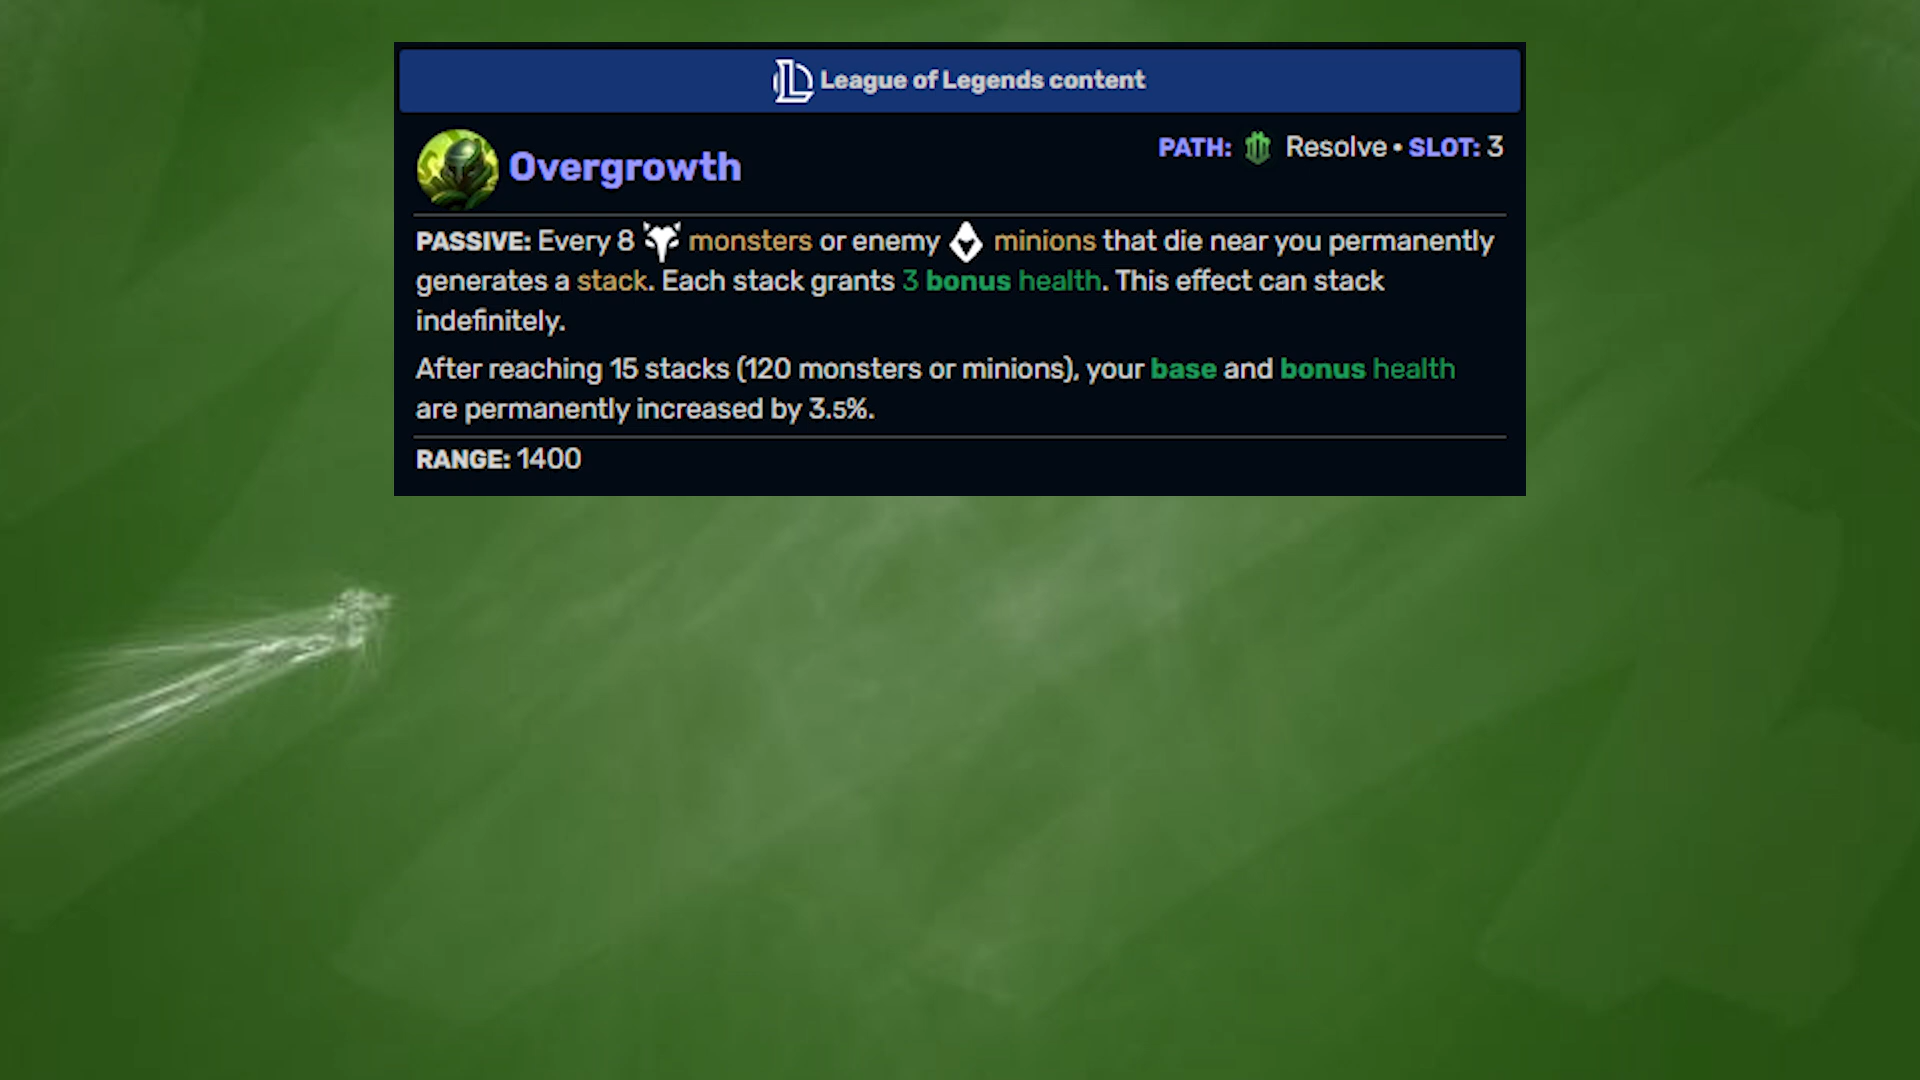 League of Legends content
Overgrowth
PATH: Resolve • SLOT: 3
PASSIVE: Every 8 monsters or enemy minions that die near you permanently
generates a stack. Each stack grants 3 bonus health. This effect can stack
indefinitely.
After reaching 15 stacks (120 monsters or minions), your base and bonus health
are permanently increased by 3.5%.
RANGE: 1400